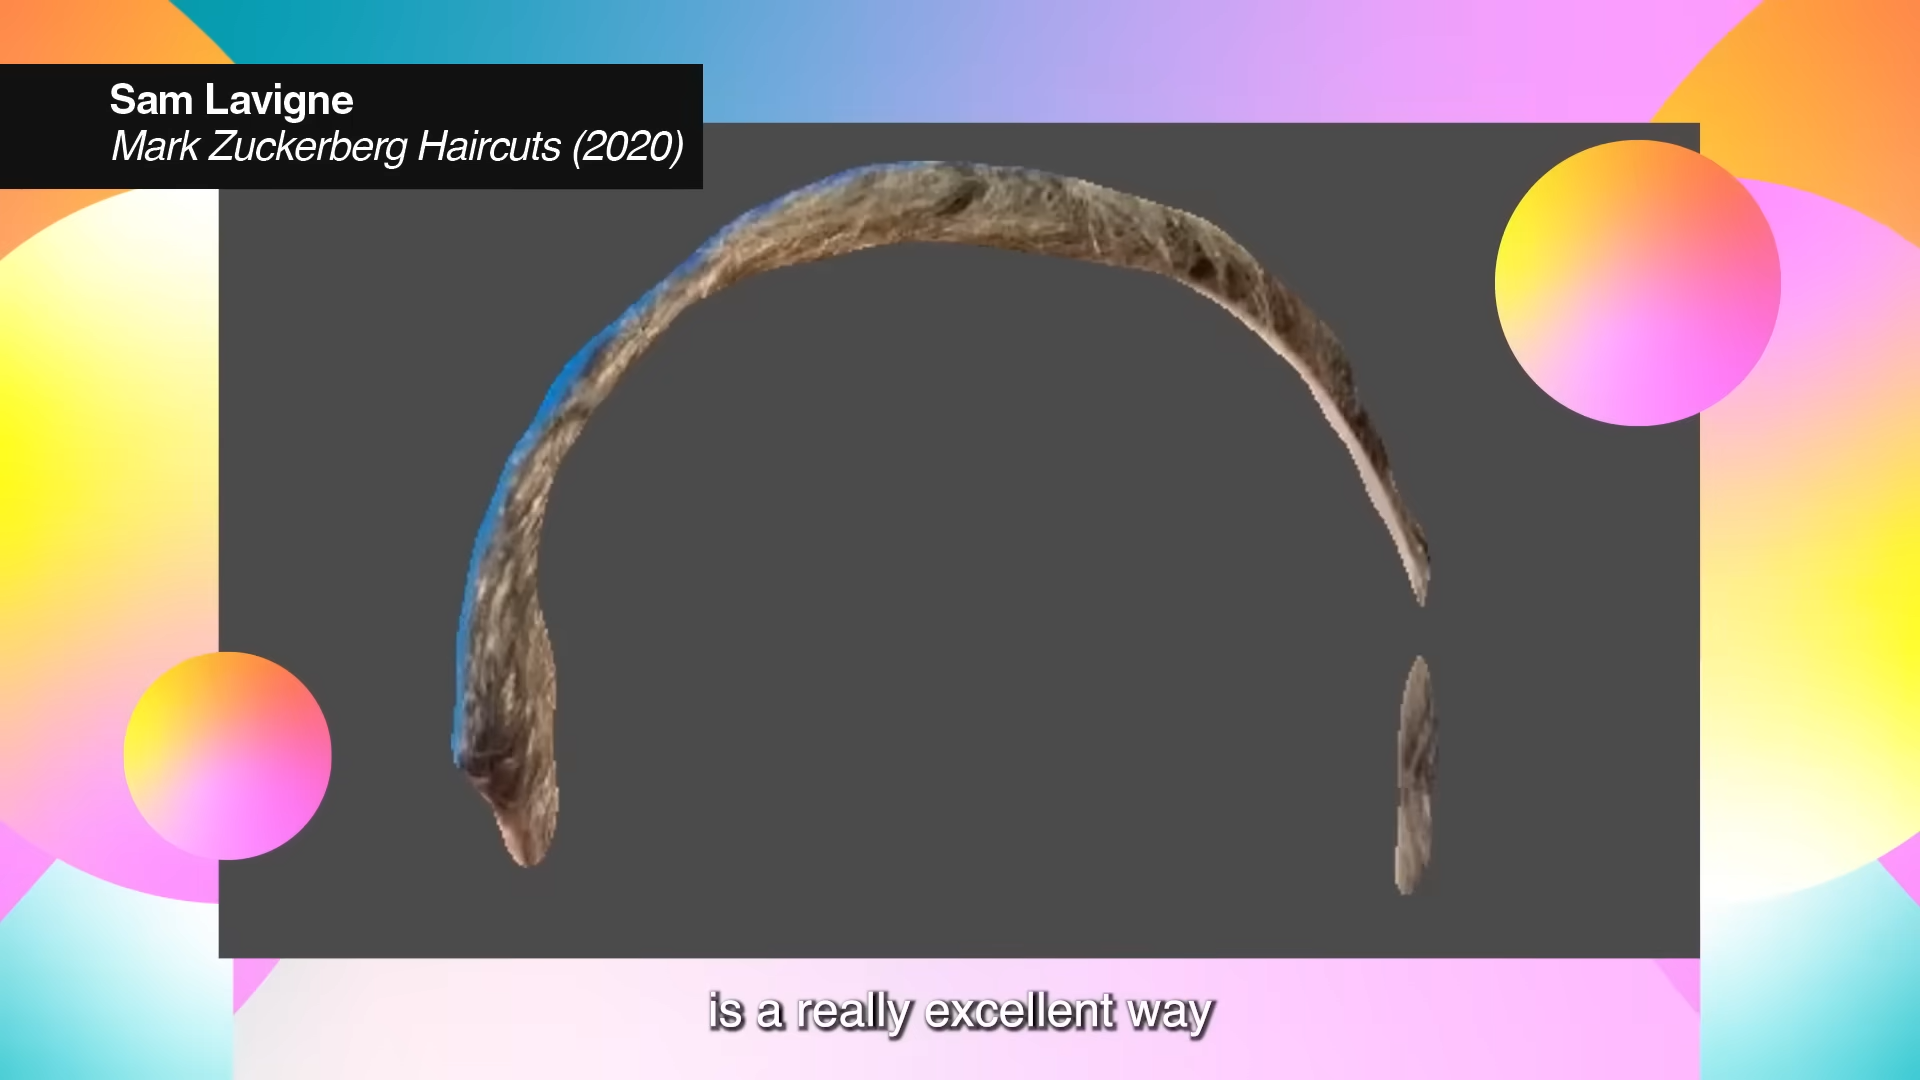 Sam Lavigne
Mark Zuckerberg Haircuts (2020)
is a really excellent way